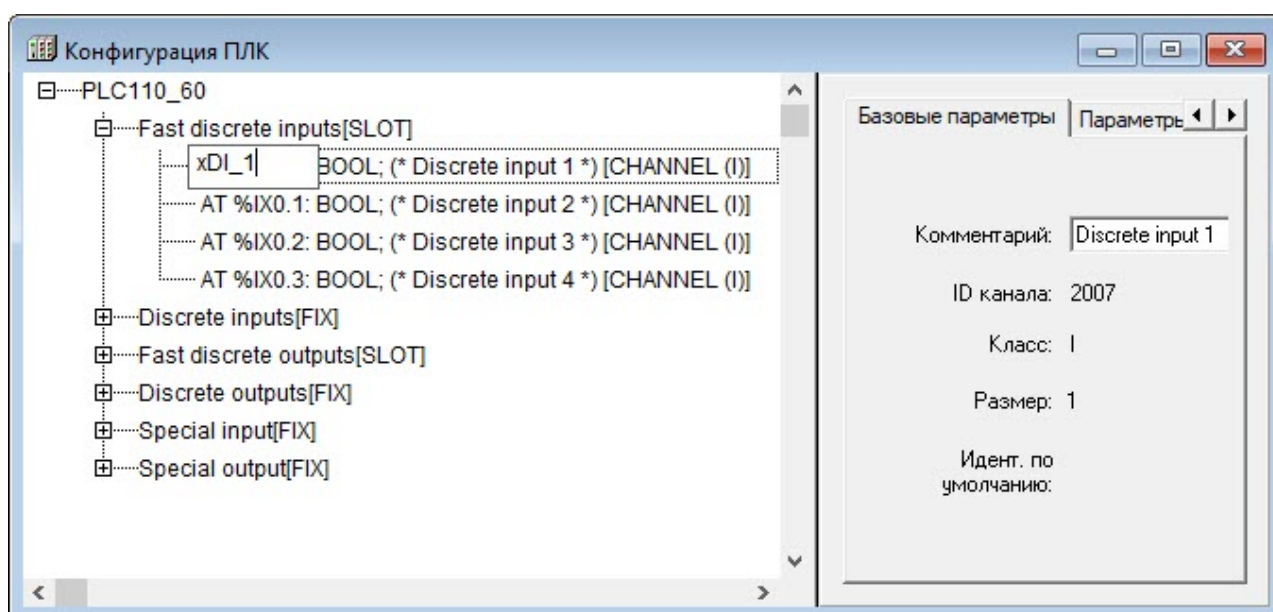 Конфигурация ПЛК
PLC110_60
Fast discrete inputs[SLOT]
xDI_1 BOOL; (* Discrete input 1 *) [CHANNEL (I)]
AT %IX0.1: BOOL; (* Discrete input 2 *) [CHANNEL (I)]
AT %IX0.2: BOOL; (* Discrete input 3 *) [CHANNEL (I)]
AT %IX0.3: BOOL; (* Discrete input 4 *) [CHANNEL (I)]
Discrete inputs[FIX]
Fast discrete outputs[SLOT]
Discrete outputs[FIX]
Special input[FIX]
Special output[FIX]
Базовые параметры Параметры
Комментарий: Discrete input 1
ID канала: 2007
Класс: I
Размер: 1
Идент. по
умолчанию: